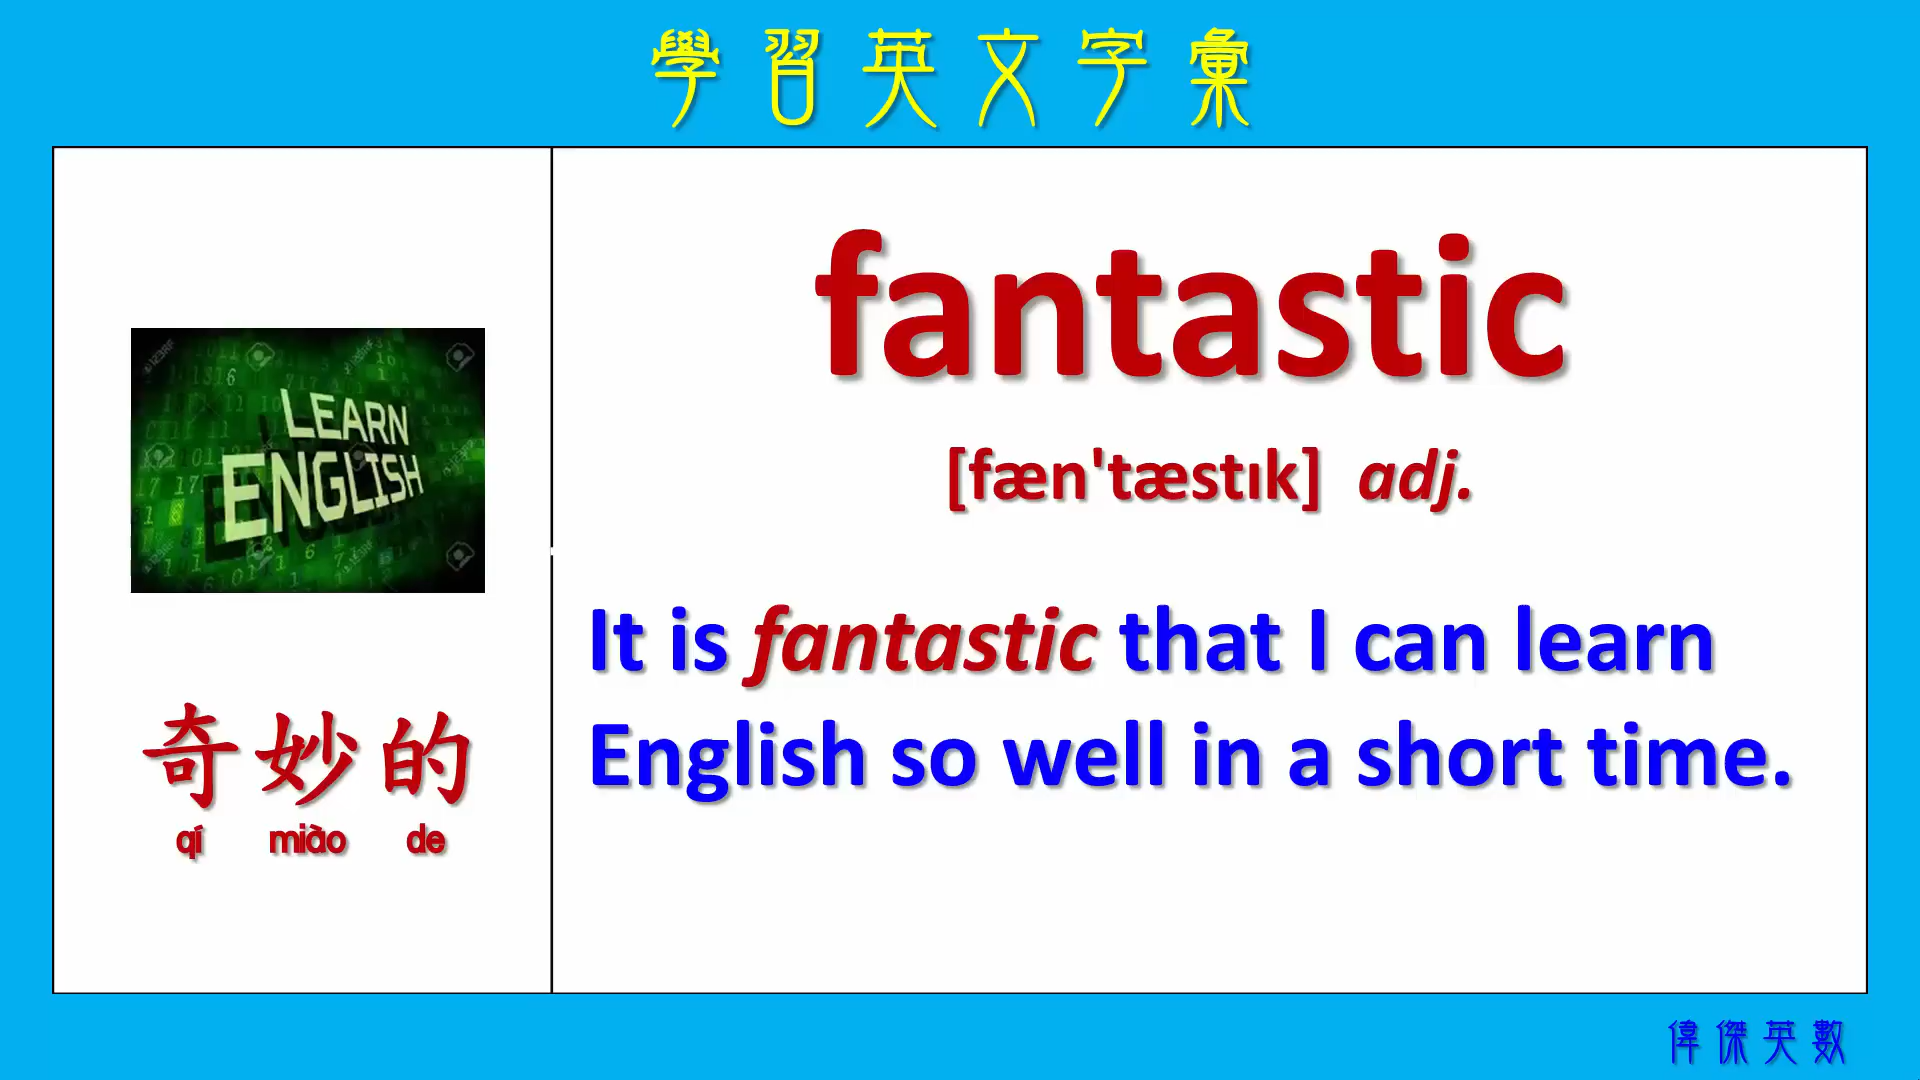 學習英文字彙
LEARN
ENGLISH
奇妙的
qí miào de
fantastic
[fæn'tæstɪk] adj.
It is fantastic that I can learn
English so well in a short time.
偉傑英數